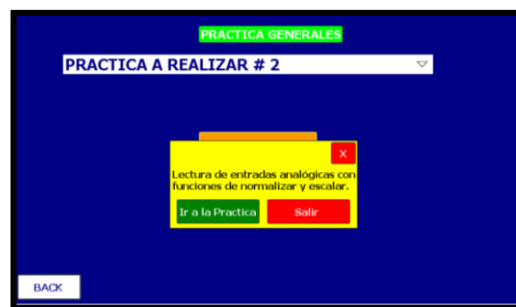 PRACTICA GENERALES
PRACTICA A REALIZAR # 2
X
Lectura de entradas analógicas con
funciones de normalizar y escalar.
Ir a la Practica
Salir
BACK